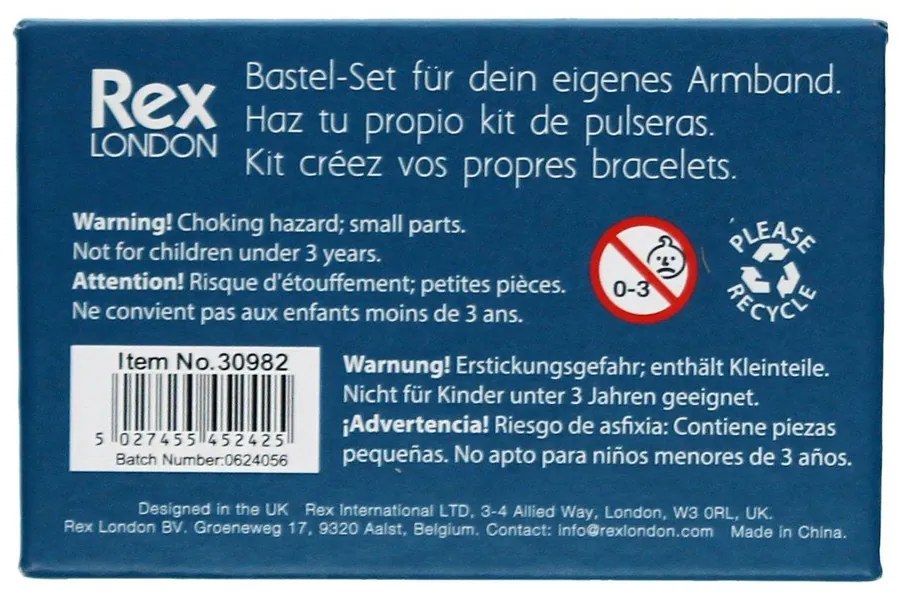 Rex
LONDON
Bastel-Set für dein eigenes Armband.
Haz tu propio kit de pulseras.
Kit créez vos propres bracelets.
Warning! Choking hazard; small parts.
Not for children under 3 years.
Attention! Risque d'étouffement; petites pièces.
Ne convient pas aux enfants moins de 3 ans.
0-3
PLEASE
RECYCLE
Item No.30982
5 027455 452425
Batch Number:0624056
Warnung! Erstickungsgefahr; enthält Kleinteile.
Nicht für Kinder unter 3 Jahren geeignet.
¡Advertencia! Riesgo de asfixia: Contiene piezas
pequeñas. No apto para niños menores de 3 años.
Designed in the UK Rex International LTD, 3-4 Allied Way, London, W3 0RL, UK.
Rex London BV. Groeneweg 17, 9320 Aalst, Belgium. Contact: info@rexlondon.com Made in China.